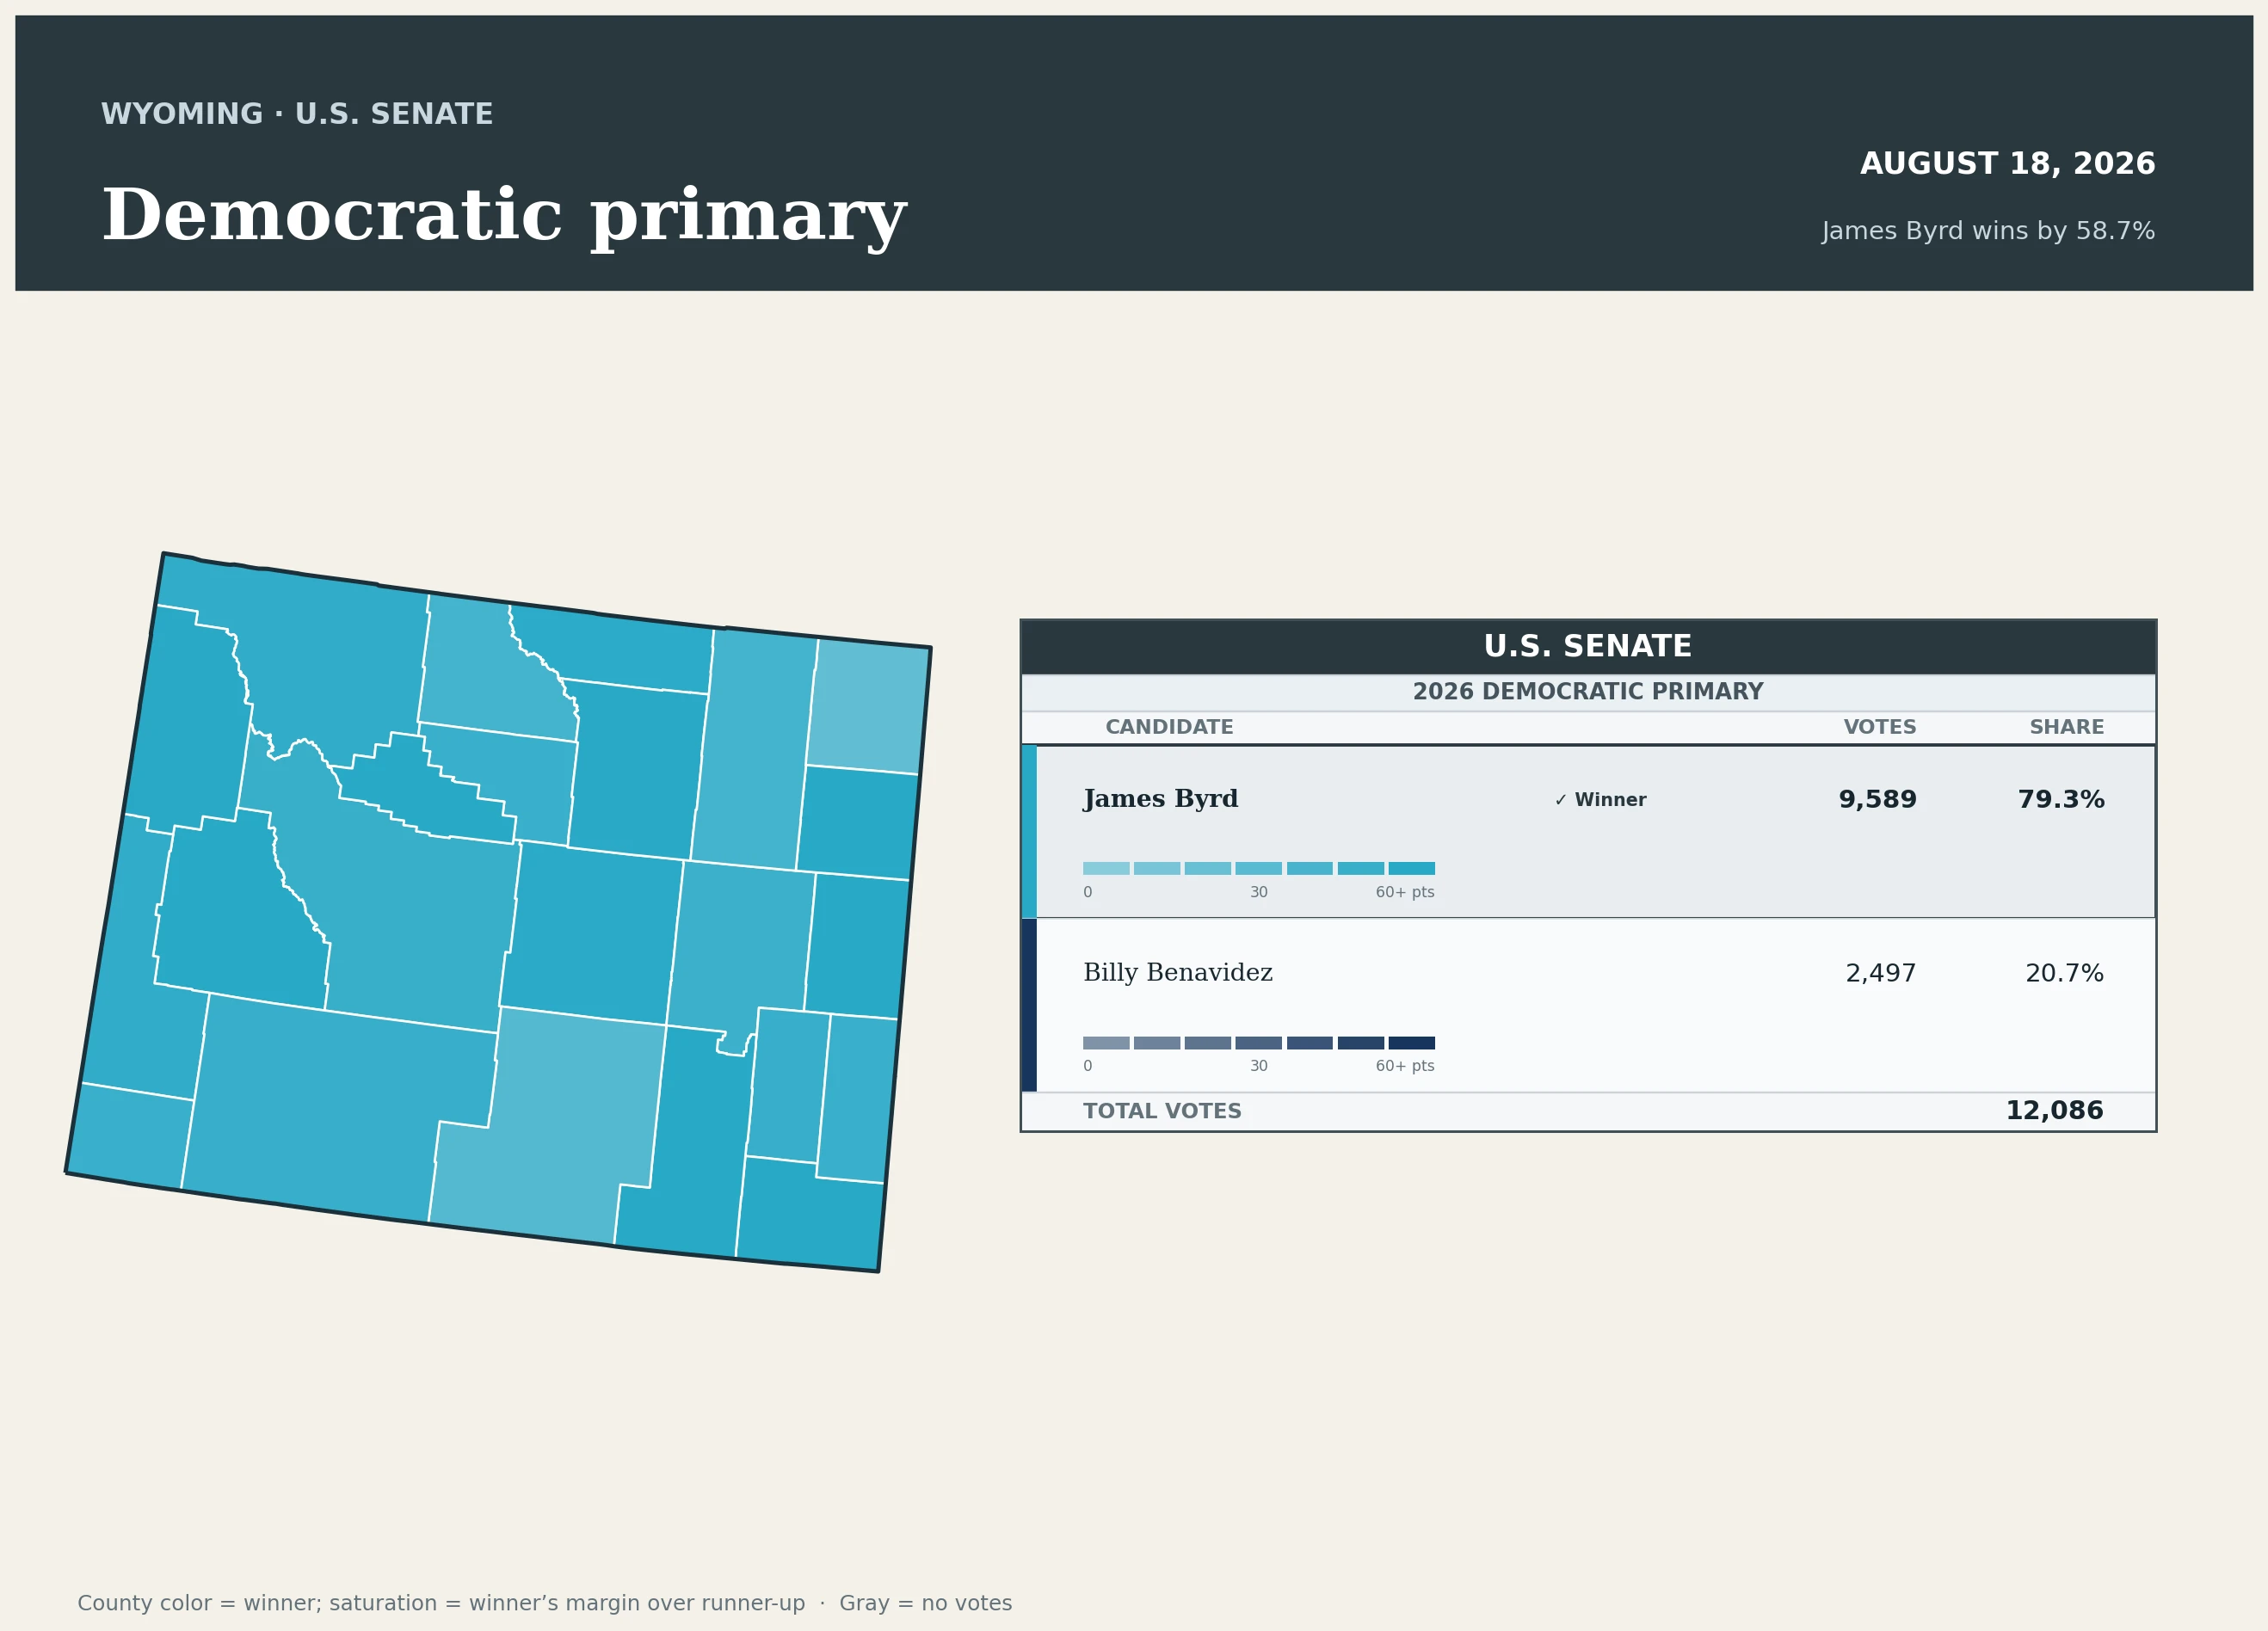 WYOMING · U.S. SENATE
Democratic primary
AUGUST 18, 2026
James Byrd wins by 58.7%
U.S. SENATE
2026 DEMOCRATIC PRIMARY
CANDIDATE VOTES SHARE
James Byrd ✓ Winner 9,589 79.3%
0 30 60+ pts
Billy Benavidez 2,497 20.7%
0 30 60+ pts
TOTAL VOTES 12,086
County color = winner; saturation = winner’s margin over runner-up · Gray = no votes